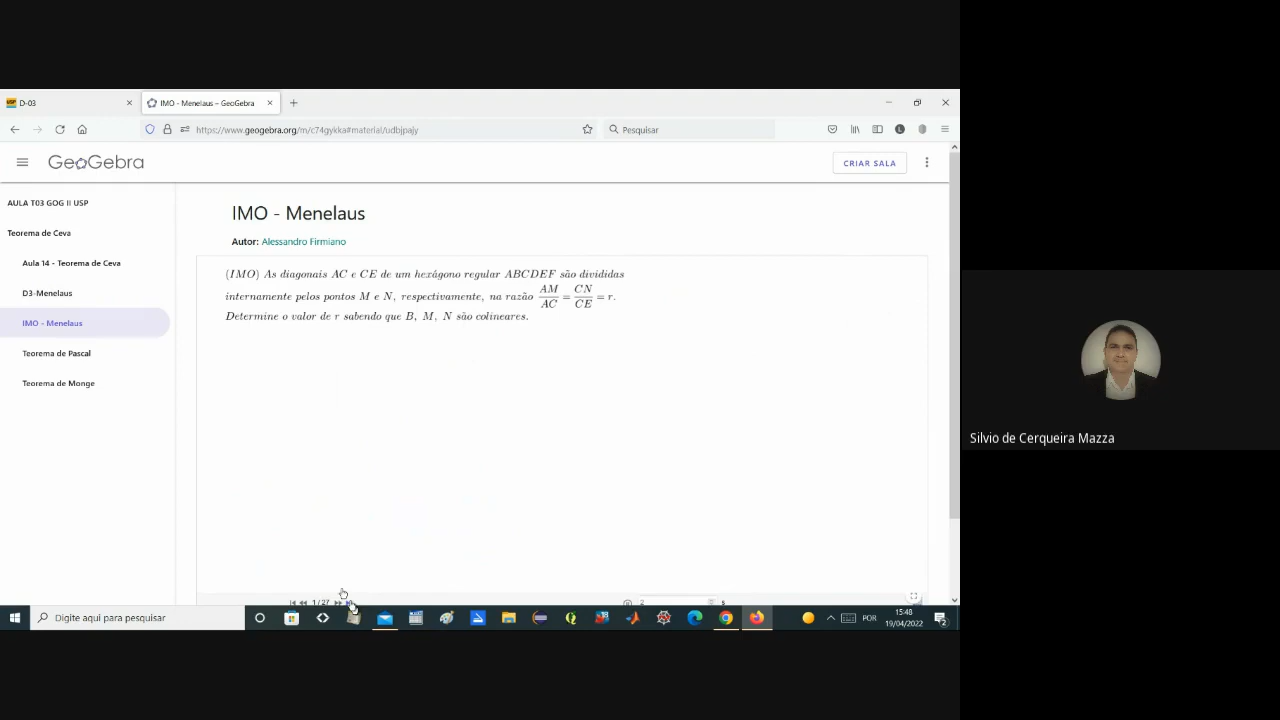 D-03
IMO - Menelaus – GeoGebra
https://www.geogebra.org/m/c74gykka#material/udbjpajy
Pesquisar
GeoGebra
CRIAR SALA
AULA T03 GOG II USP
Teorema de Ceva
Aula 14 - Teorema de Ceva
D3-Menelaus
IMO - Menelaus
Teorema de Pascal
Teorema de Monge
IMO - Menelaus
Autor: Alessandro Firmiano
(IMO) As diagonais AC e CE de um hexágono regular ABCDEF são divididas
internamente pelos pontos M e N, respectivamente, na razão AM/AC = CN/CE = r.
Determine o valor de r sabendo que B, M, N são colineares.
1 / 27
2 s
Silvio de Cerqueira Mazza
Digite aqui para pesquisar
POR
15:48
19/04/2022